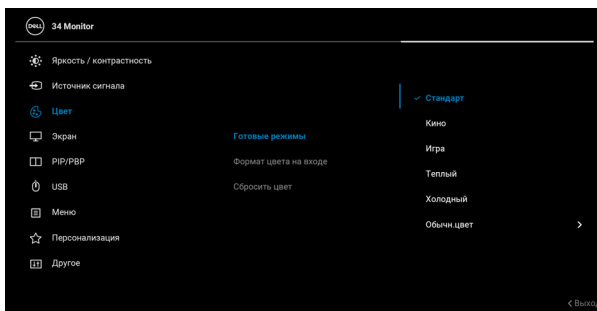 DELL 34 Monitor
Яркость / контрастность
Источник сигнала
Цвет
Экран
PIP/PBP
USB
Меню
Персонализация
Другое
Готовые режимы
Формат цвета на входе
Сбросить цвет
Стандарт
Кино
Игра
Теплый
Холодный
Обычн.цвет